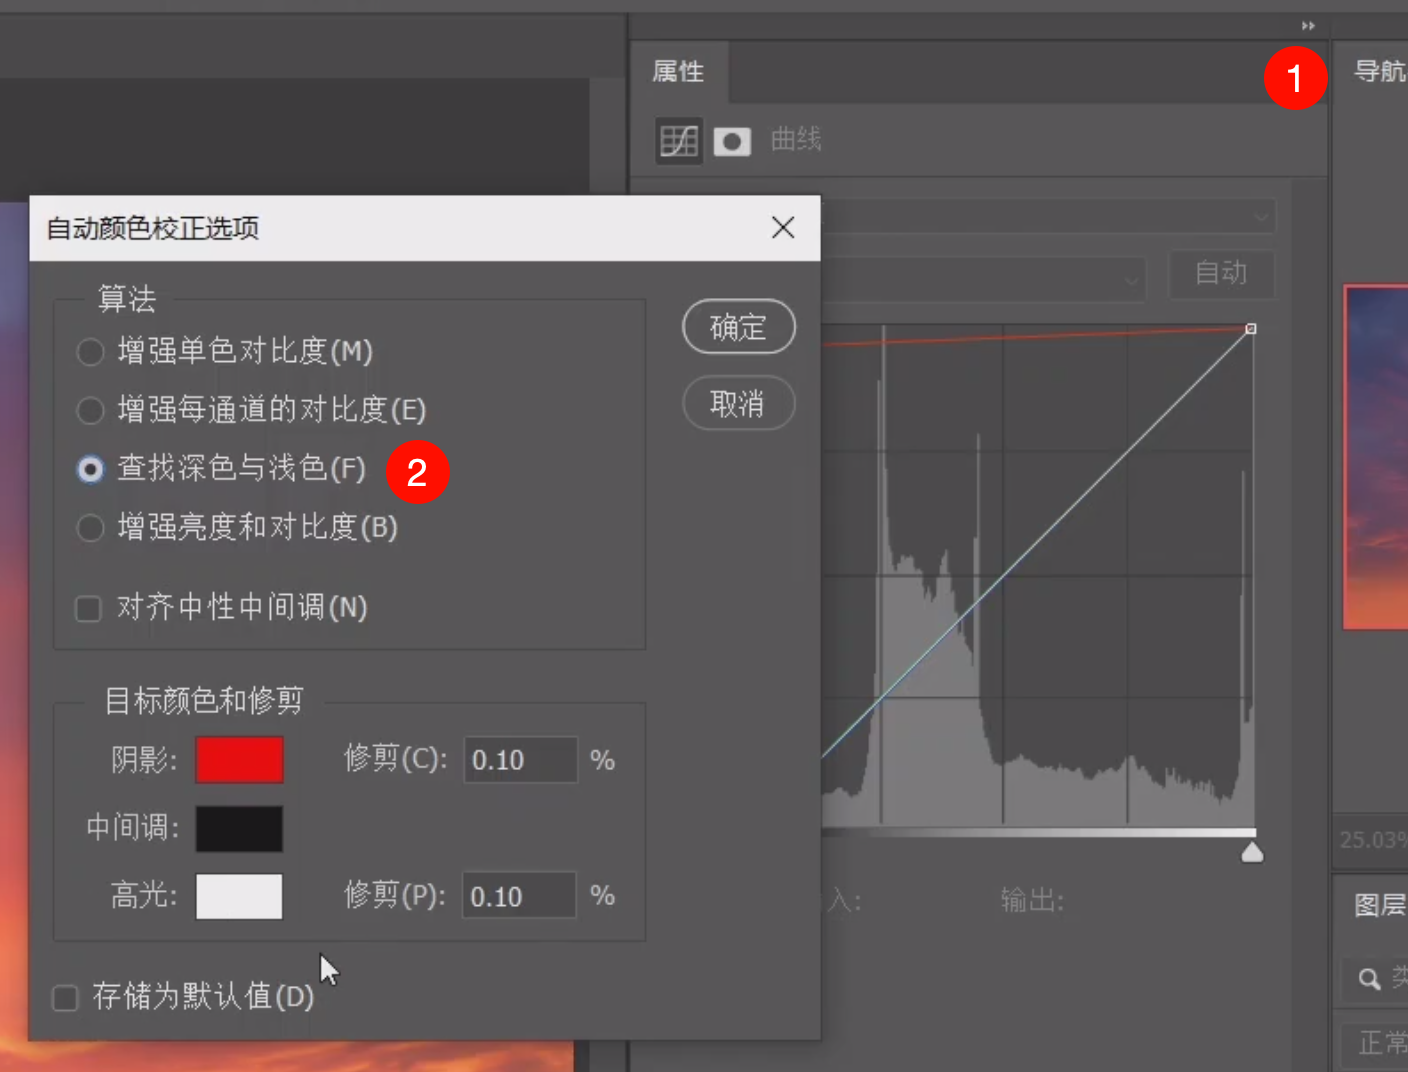 属性
1
导航
曲线
自动颜色校正选项
自动
算法
确定
增强单色对比度(M)
取消
增强每通道的对比度(E)
查找深色与浅色(F)
2
增强亮度和对比度(B)
对齐中性中间调(N)
目标颜色和修剪
阴影:
修剪(C):
0.10
%
中间调:
25.03%
高光:
修剪(P):
0.10
%
入:
输出:
图层
存储为默认值(D)
正常